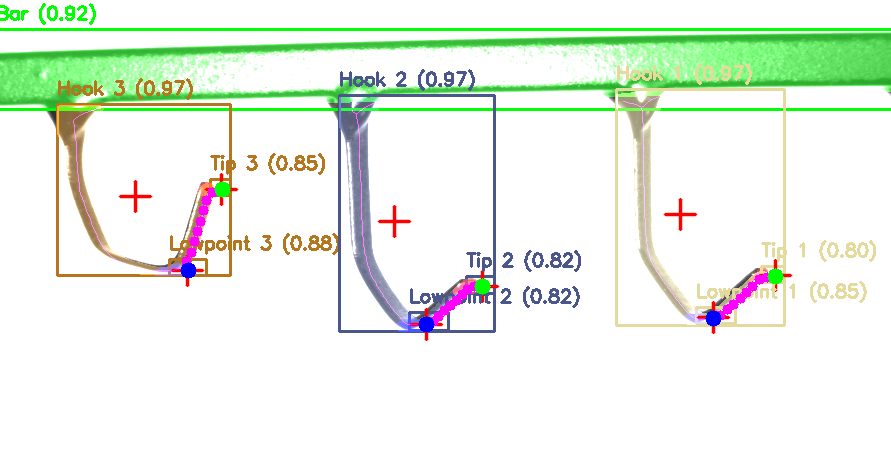 Bar (0.92)
Hook 3 (0.97)
Hook 2 (0.97)
Hook 1 (0.97)
Tip 3 (0.85)
Lowpoint 3 (0.88)
Tip 2 (0.82)
Lowpoint 2 (0.82)
Tip 1 (0.80)
Lowpoint 1 (0.85)